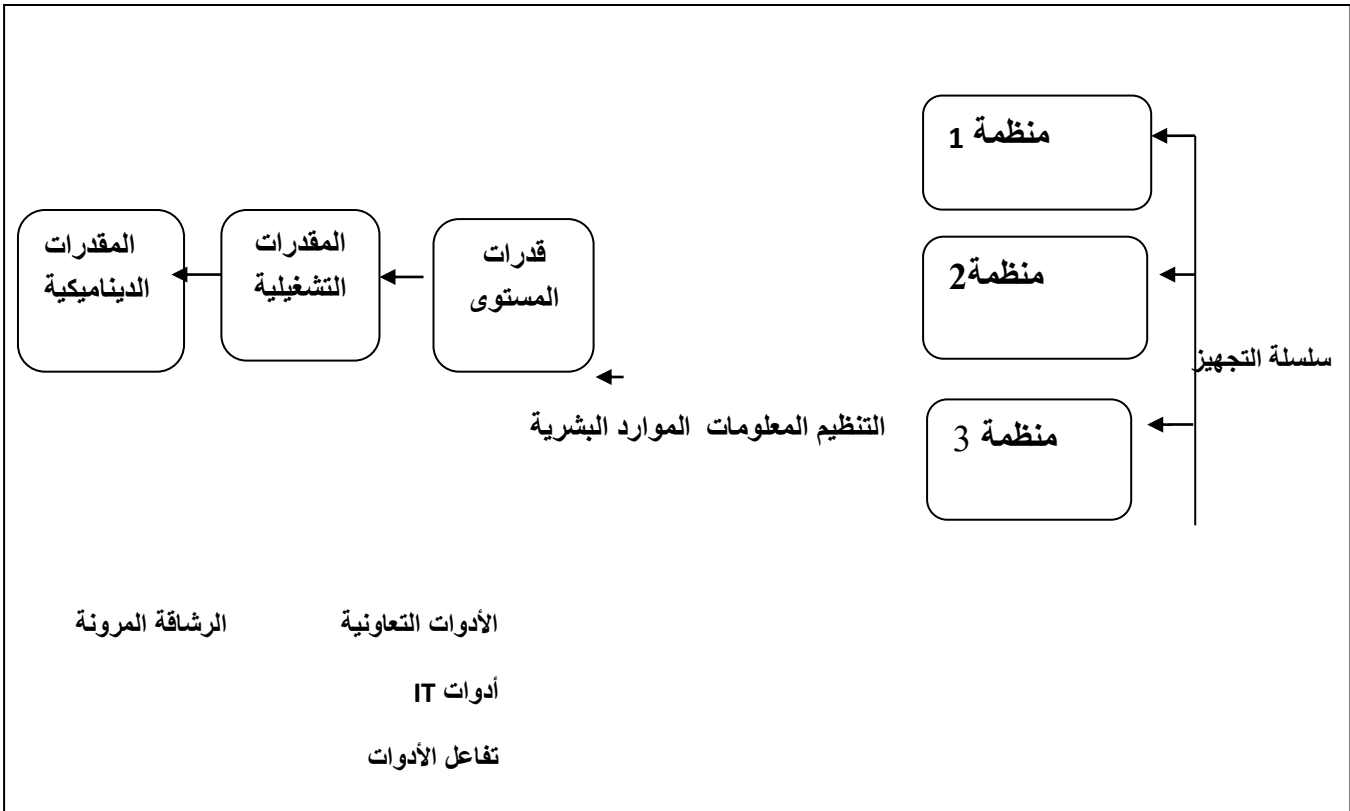 منظمة 1
منظمة2
منظمة 3
سلسلة التجهيز
قدرات
المستوى
المقدرات
التشغيلية
المقدرات
الديناميكية
التنظيم المعلومات الموارد البشرية
الأدوات التعاونية
الرشاقة المرونة
أدوات IT
تفاعل الأدوات